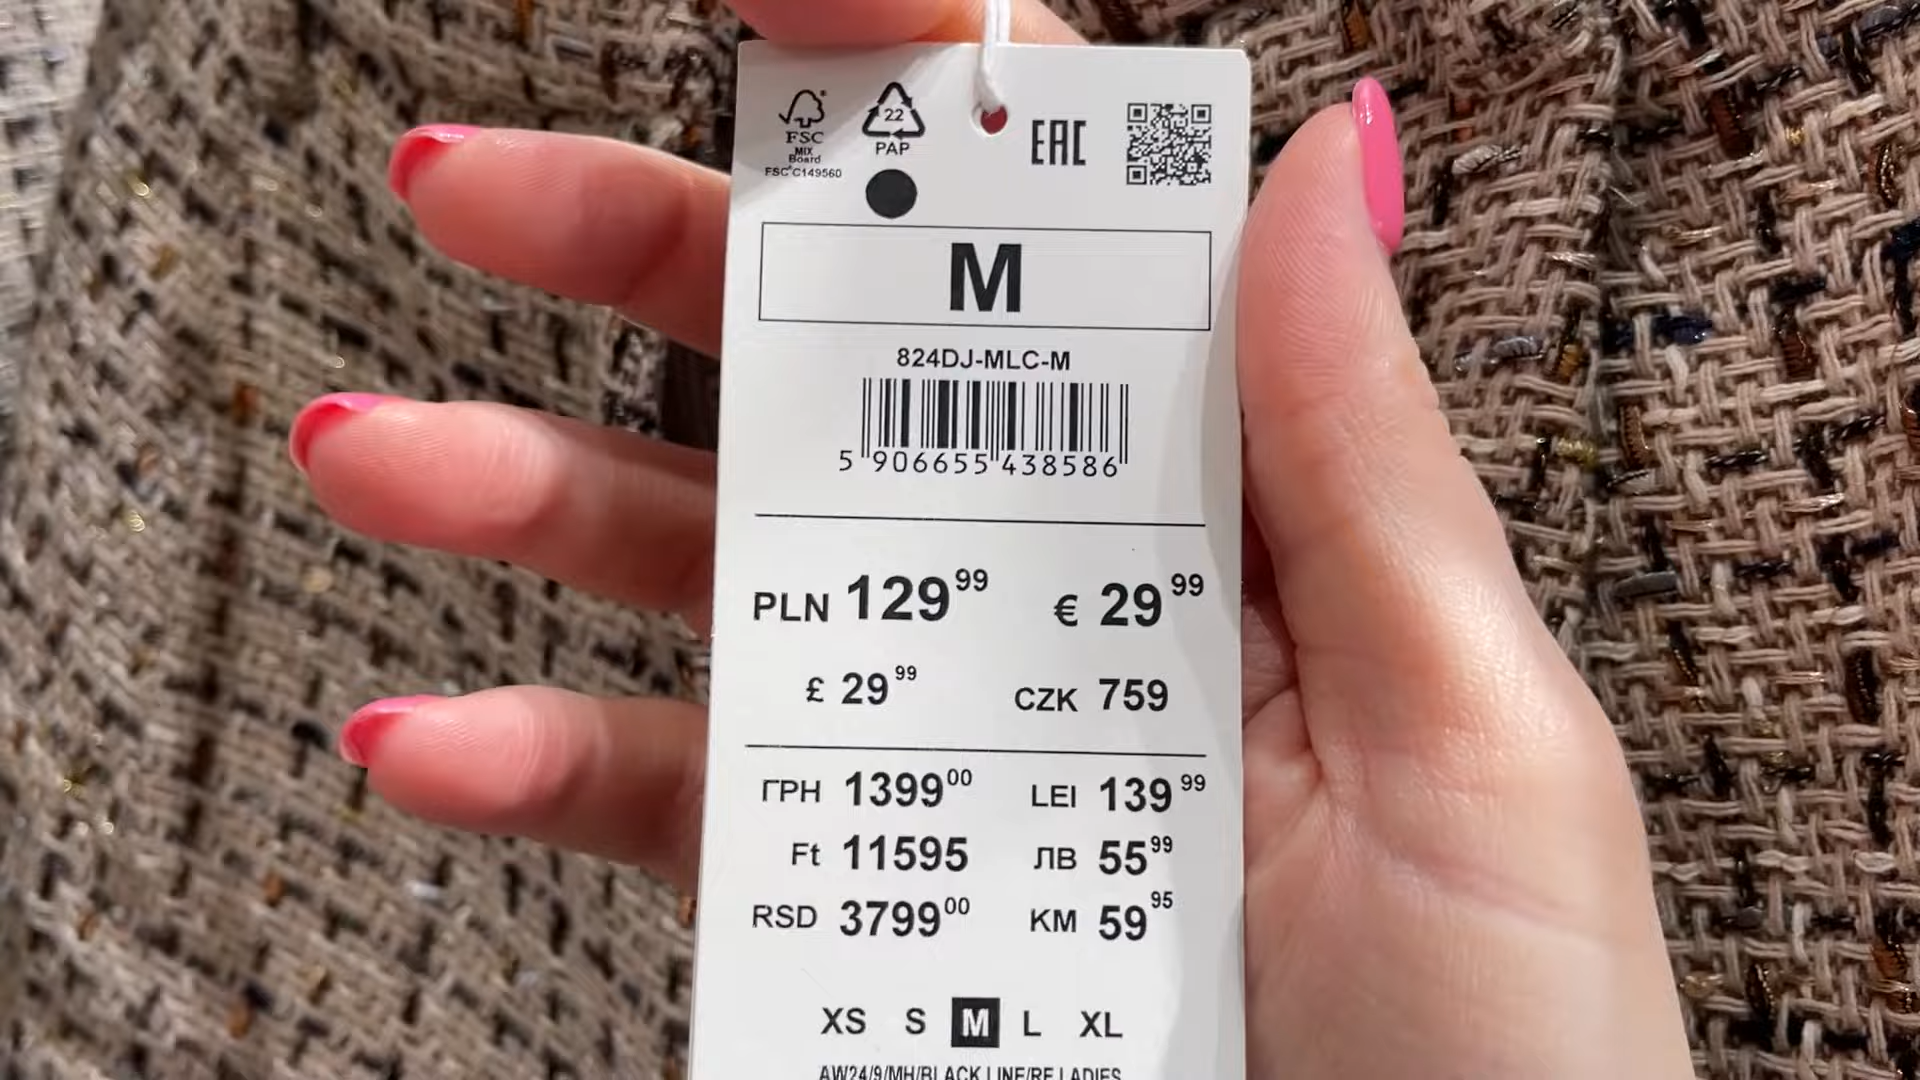 FSC®
MIX
Board
FSC® C149560
22
PAP
EAC
M
824DJ-MLC-M
5 906655 438586
PLN 129 99
€ 29 99
£ 29 99
CZK 759
ГРН 1399 00
LEI 139 99
Ft 11595
ЛВ 55 99
RSD 3799 00
KM 59 95
XS S M L XL
AW24/9/MH/BLACK LINE/RE LADIES